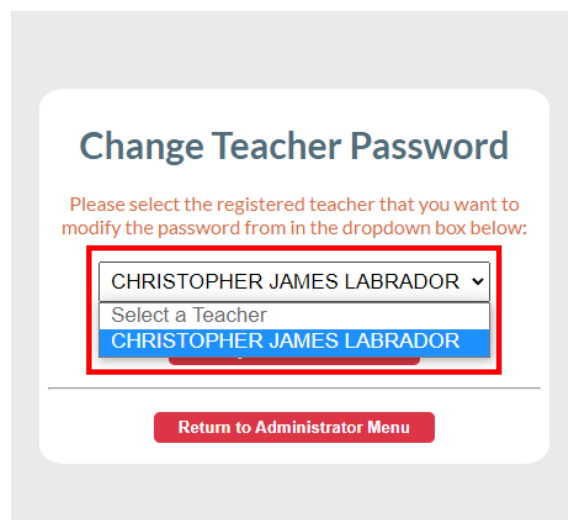 Change Teacher Password
Please select the registered teacher that you want to
modify the password from in the dropdown box below:
CHRISTOPHER JAMES LABRADOR
Select a Teacher
CHRISTOPHER JAMES LABRADOR
Return to Administrator Menu